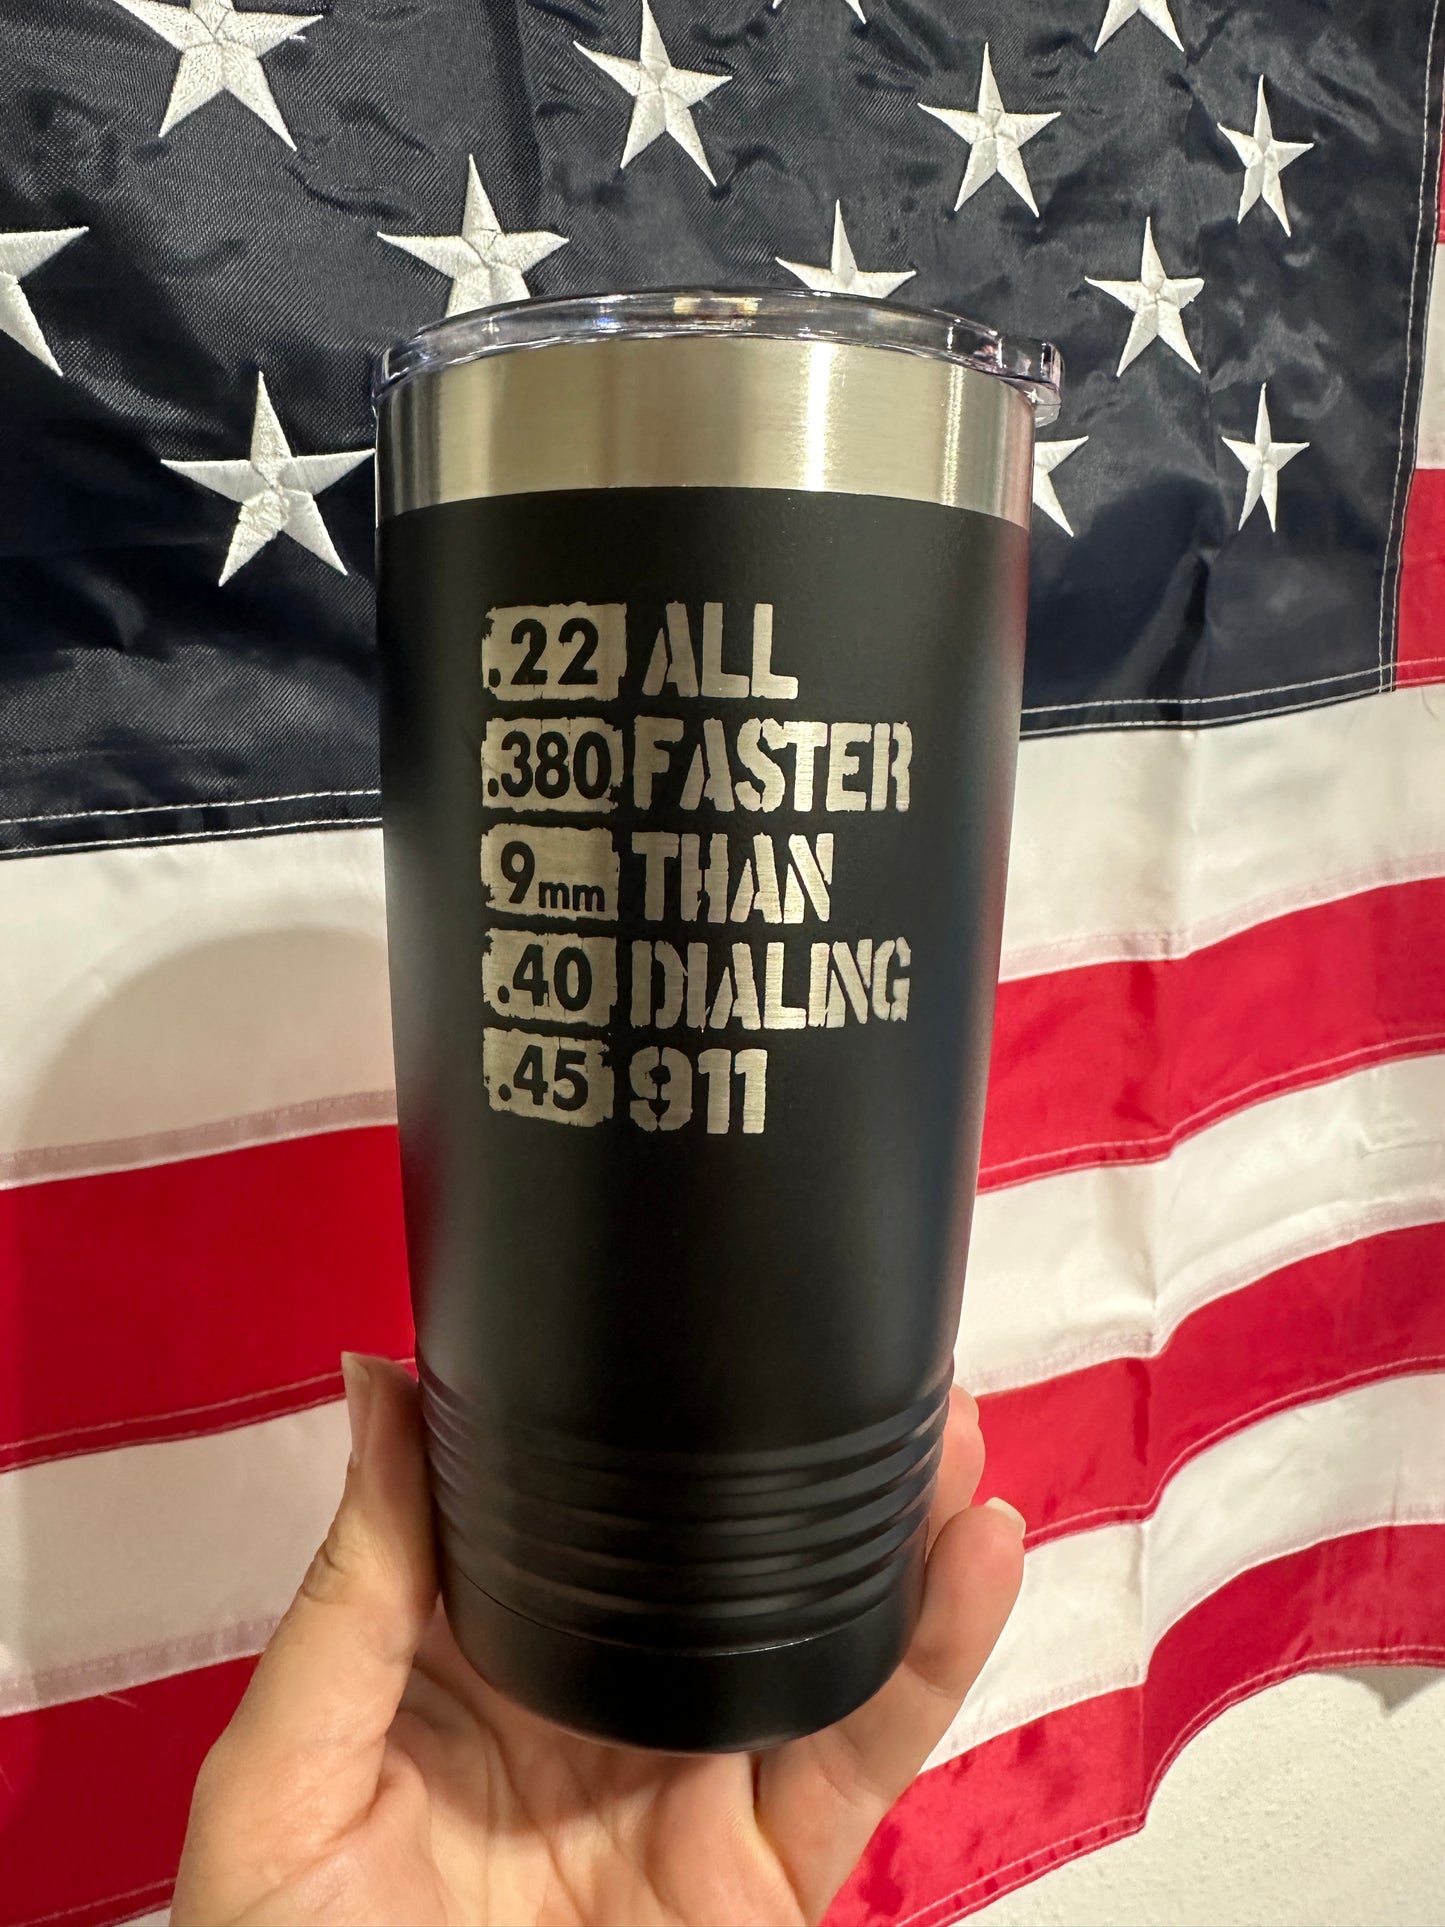 .22 ALL
.380 FASTER
9mm THAN
.40 DIALING
.45 911